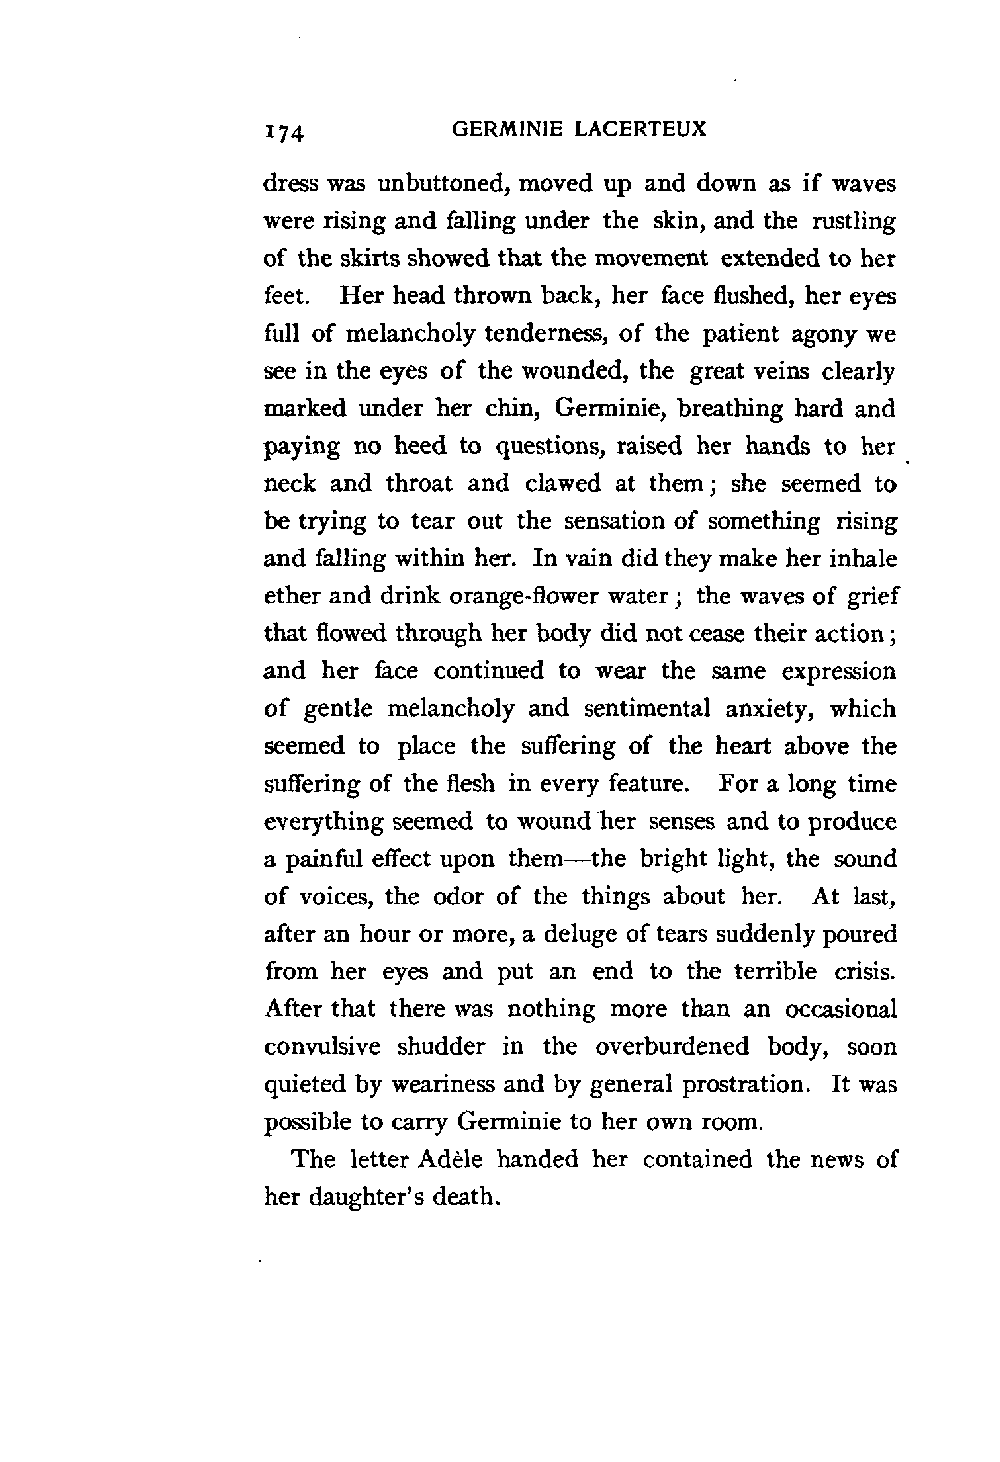 174 GERMINIE LACERTEUX
dress was unbuttoned, moved up and down as if waves
were rising and falling under the skin, and the rustling
of the skirts showed that the movement extended to her
feet. Her head thrown back, her face flushed, her eyes
full of melancholy tenderness, of the patient agony we
see in the eyes of the wounded, the great veins clearly
marked under her chin, Germinie, breathing hard and
paying no heed to questions, raised her hands to her
neck and throat and clawed at them; she seemed to
be trying to tear out the sensation of something rising
and falling within her. In vain did they make her inhale
ether and drink orange-flower water; the waves of grief
that flowed through her body did not cease their action;
and her face continued to wear the same expression
of gentle melancholy and sentimental anxiety, which
seemed to place the suffering of the heart above the
suffering of the flesh in every feature. For a long time
everything seemed to wound her senses and to produce
a painful effect upon them—the bright light, the sound
of voices, the odor of the things about her. At last,
after an hour or more, a deluge of tears suddenly poured
from her eyes and put an end to the terrible crisis.
After that there was nothing more than an occasional
convulsive shudder in the overburdened body, soon
quieted by weariness and by general prostration. It was
possible to carry Germinie to her own room.
The letter Adèle handed her contained the news of
her daughter's death.